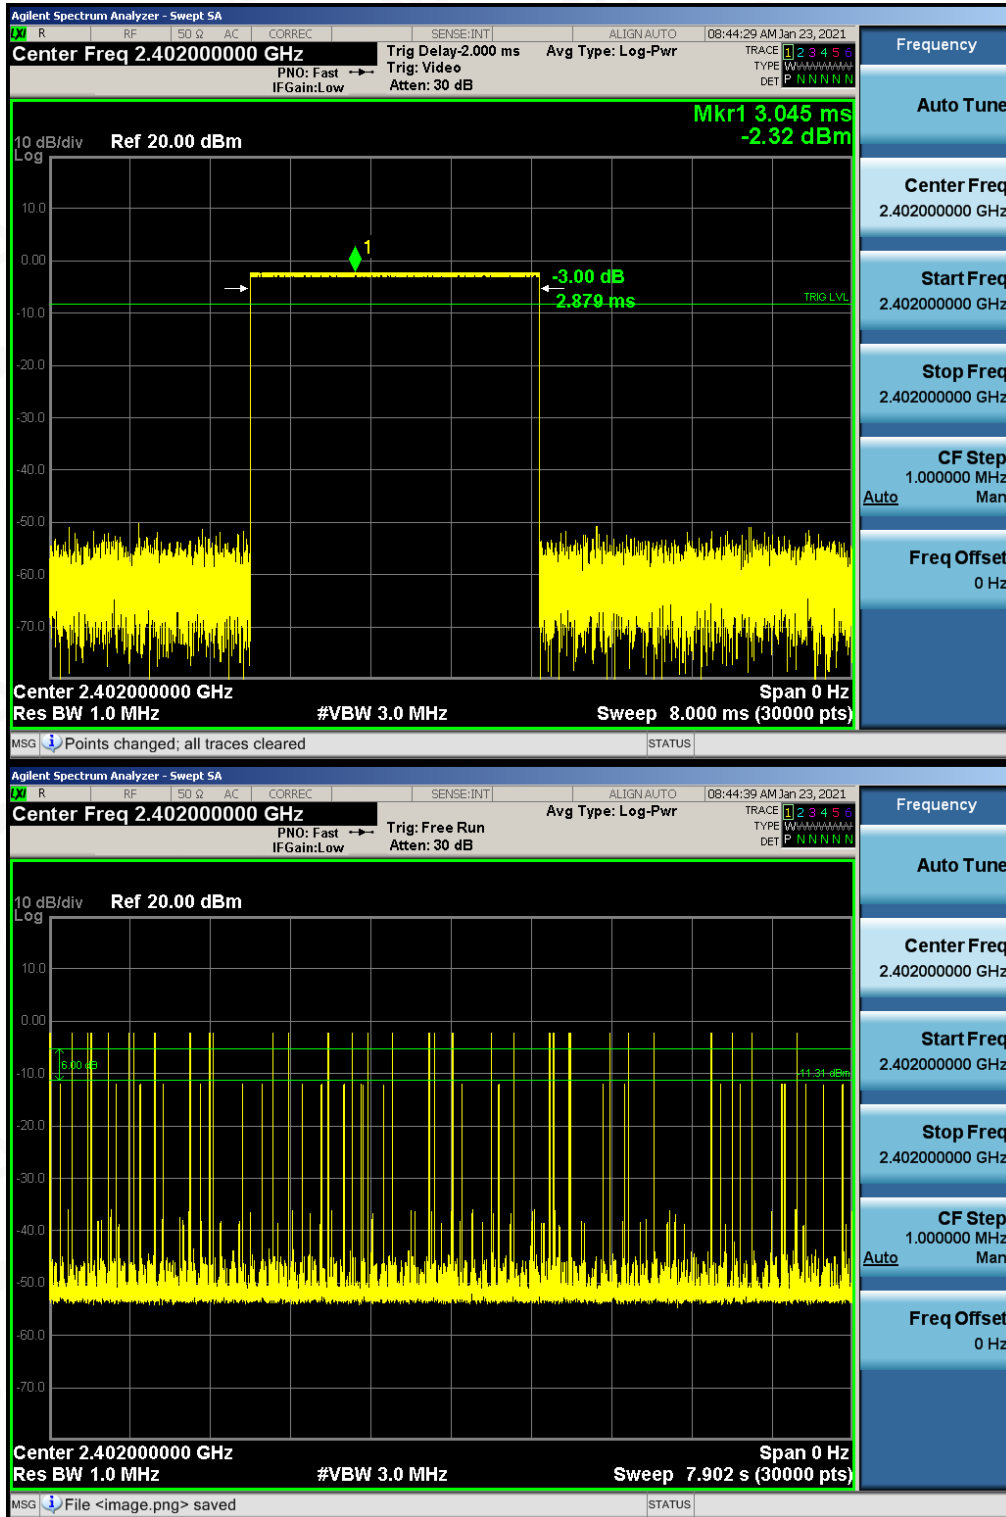 Agilent Spectrum Analyzer - Swept SA
LXI R RF 50 Ω AC CORREC SENSE:INT ALIGN AUTO 08:44:29 AM Jan 23, 2021
Center Freq 2.402000000 GHz
Trig Delay-2.000 ms Avg Type: Log-Pwr TRACE 1 2 3 4 5 6
PNO: Fast Trig: Video TYPE W W W W W W
IFGain:Low Atten: 30 dB DET P N N N N N
Mkr1 3.045 ms
-2.32 dBm
10 dB/div Ref 20.00 dBm
Log
10.0
1
0.00
-3.00 dB
2.879 ms
TRIG LVL
-10.0
-20.0
-30.0
-40.0
-50.0
-60.0
-70.0
Center 2.402000000 GHz Span 0 Hz
Res BW 1.0 MHz #VBW 3.0 MHz Sweep 8.000 ms (30000 pts)
MSG Points changed; all traces cleared STATUS
Frequency
Auto Tune
Center Freq
2.402000000 GHz
Start Freq
2.402000000 GHz
Stop Freq
2.402000000 GHz
CF Step
1.000000 MHz
Auto Man
Freq Offset
0 Hz
Agilent Spectrum Analyzer - Swept SA
LXI R RF 50 Ω AC CORREC SENSE:INT ALIGN AUTO 08:44:39 AM Jan 23, 2021
Center Freq 2.402000000 GHz
Avg Type: Log-Pwr TRACE 1 2 3 4 5 6
PNO: Fast Trig: Free Run TYPE W W W W W W
IFGain:Low Atten: 30 dB DET P N N N N N
10 dB/div Ref 20.00 dBm
Log
10.0
0.00
6.00 dB
-11.31 dBm
-10.0
-20.0
-30.0
-40.0
-50.0
-60.0
-70.0
Center 2.402000000 GHz Span 0 Hz
Res BW 1.0 MHz #VBW 3.0 MHz Sweep 7.902 s (30000 pts)
MSG File <image.png> saved STATUS
Frequency
Auto Tune
Center Freq
2.402000000 GHz
Start Freq
2.402000000 GHz
Stop Freq
2.402000000 GHz
CF Step
1.000000 MHz
Auto Man
Freq Offset
0 Hz